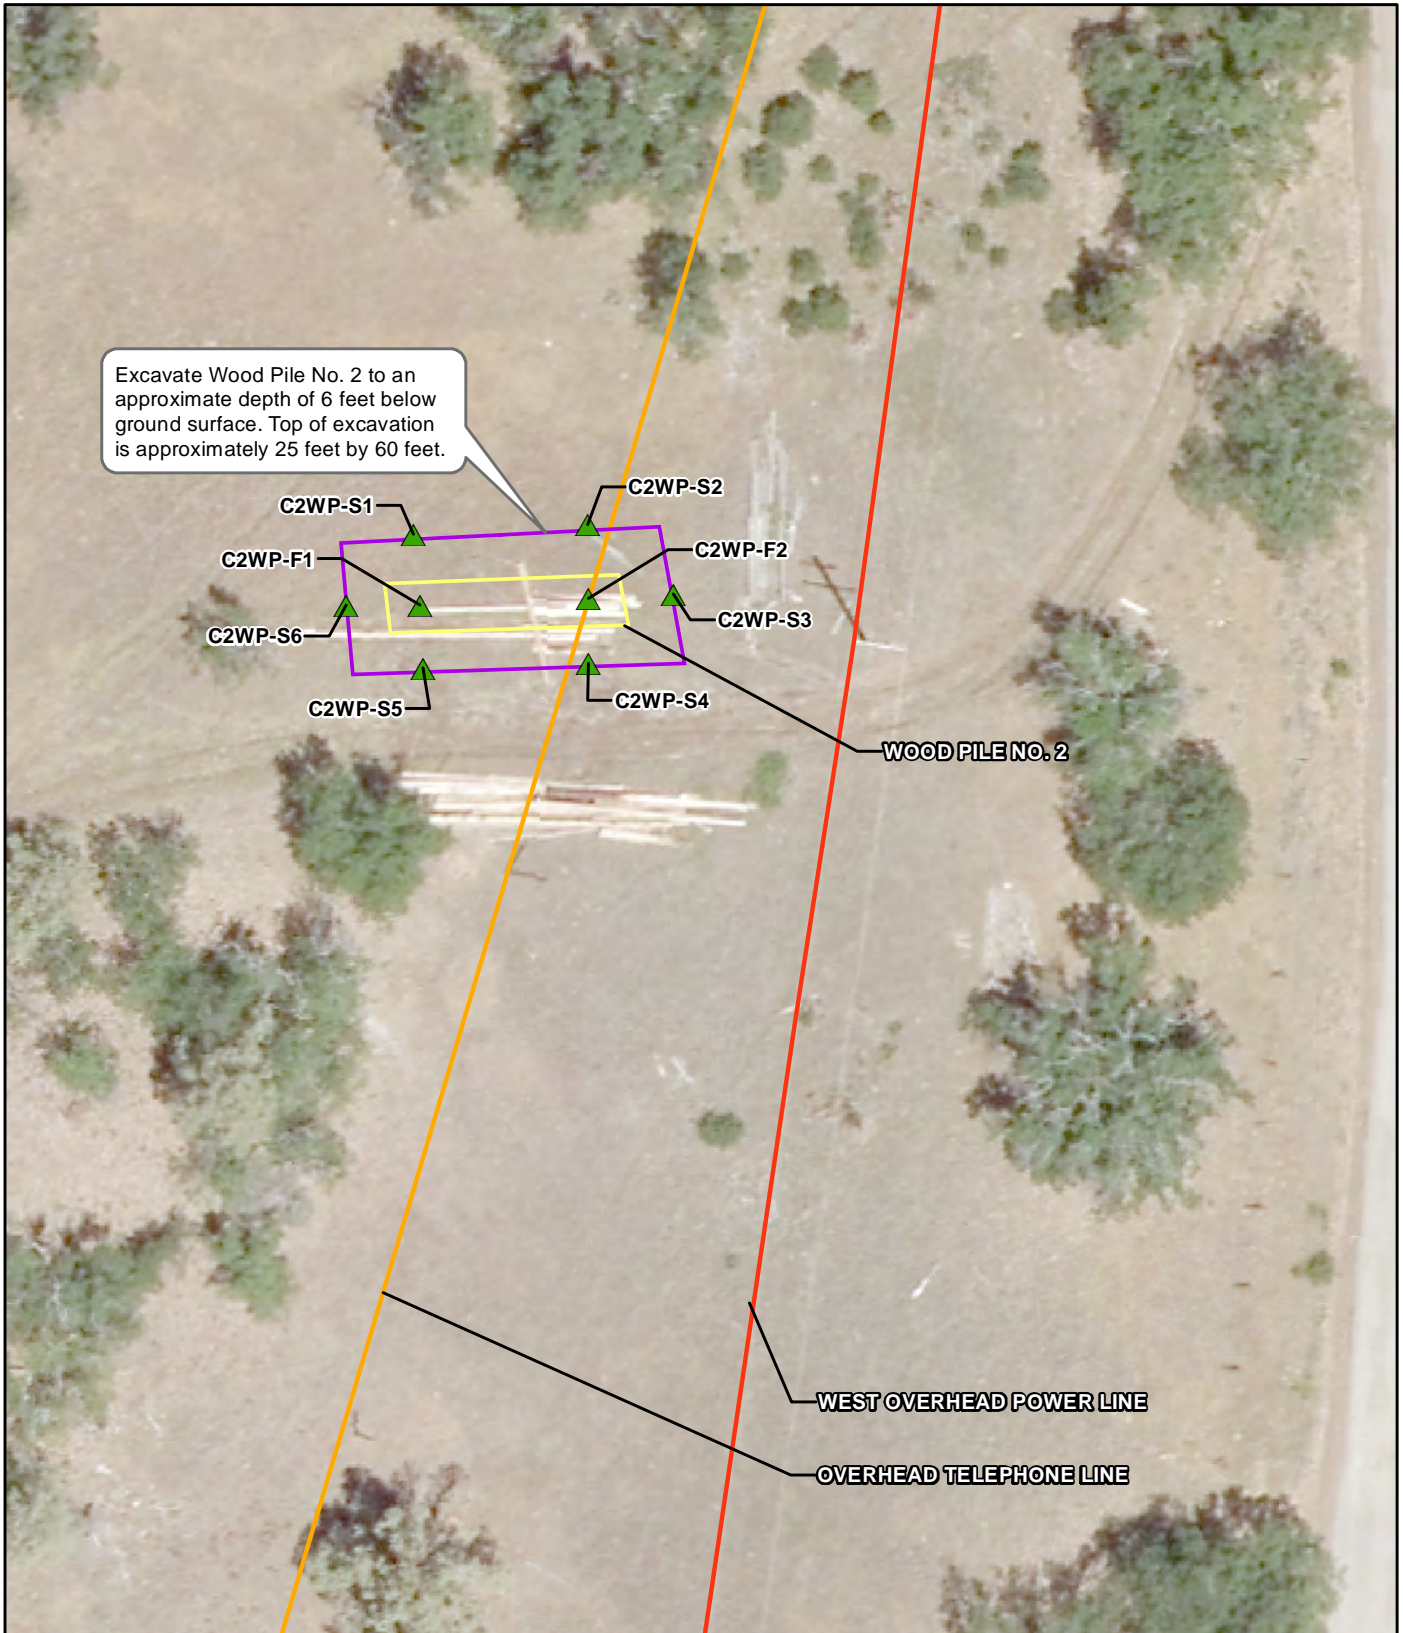 Excavate Wood Pile No. 2 to an
approximate depth of 6 feet below
ground surface. Top of excavation
is approximately 25 feet by 60 feet.
C2WP-S1
C2WP-S2
C2WP-F1
C2WP-F2
C2WP-S6
C2WP-S3
C2WP-S5
C2WP-S4
WOOD PILE NO. 2
WEST OVERHEAD POWER LINE
OVERHEAD TELEPHONE LINE